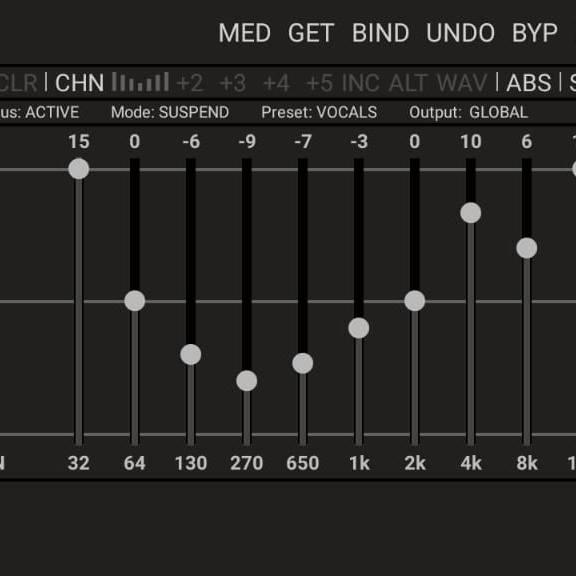 MED GET BIND UNDO BYP
CLR | CHN +2 +3 +4 +5 INC ALT WAV | ABS | S
us: ACTIVE Mode: SUSPEND Preset: VOCALS Output: GLOBAL
15 0 -6 -9 -7 -3 0 10 6
32 64 130 270 650 1k 2k 4k 8k